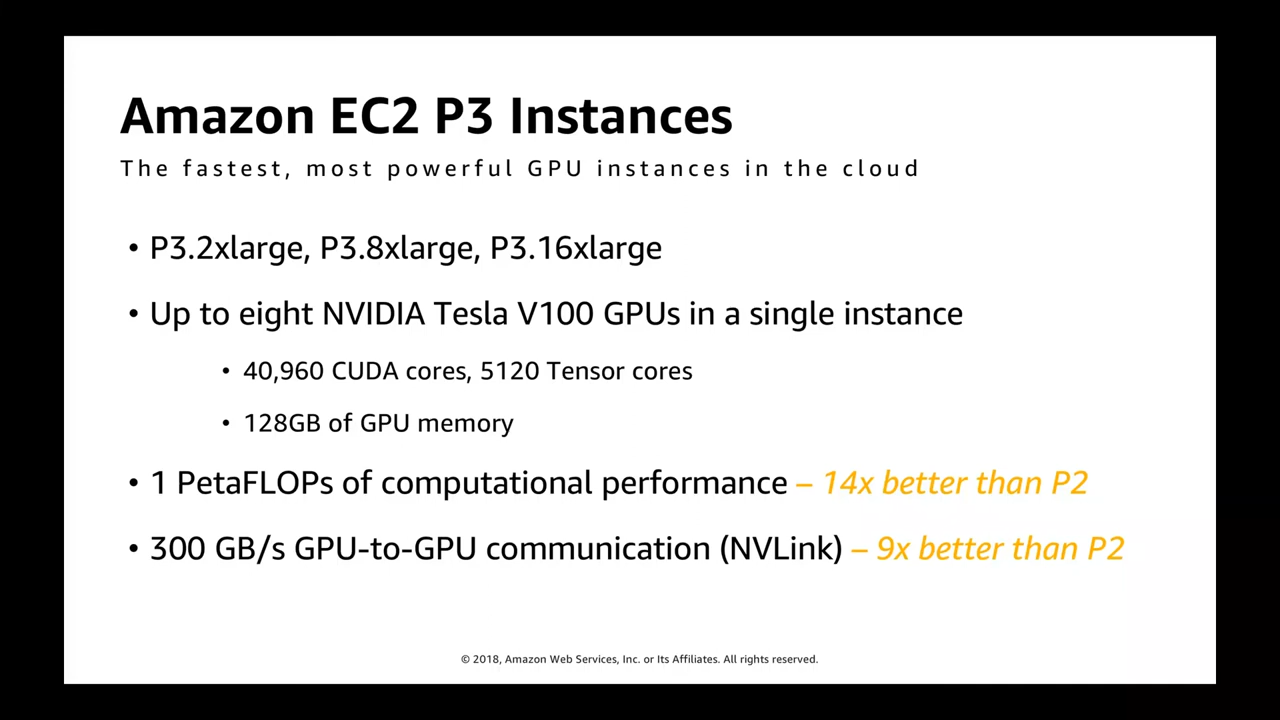 Amazon EC2 P3 Instances
The fastest, most powerful GPU instances in the cloud
• P3.2xlarge, P3.8xlarge, P3.16xlarge
• Up to eight NVIDIA Tesla V100 GPUs in a single instance
• 40,960 CUDA cores, 5120 Tensor cores
• 128GB of GPU memory
• 1 PetaFLOPs of computational performance – 14x better than P2
• 300 GB/s GPU-to-GPU communication (NVLink) – 9x better than P2
© 2018, Amazon Web Services, Inc. or Its Affiliates. All rights reserved.